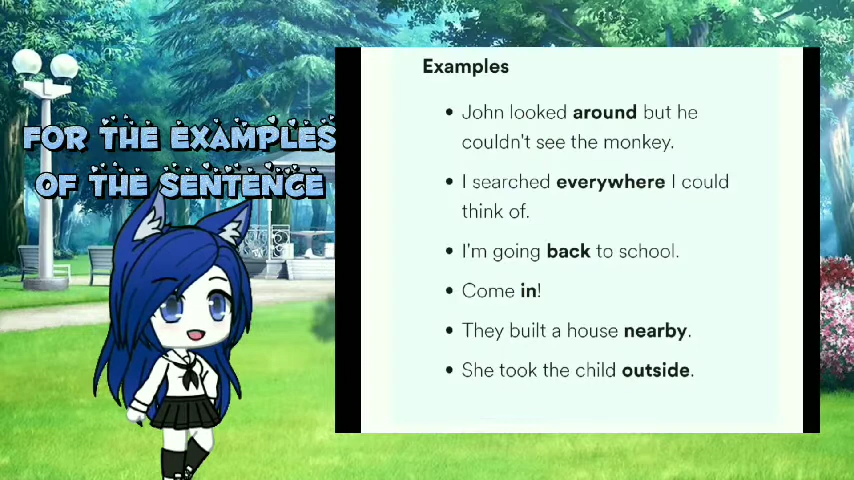 FOR THE EXAMPLES
OF THE SENTENCE
Examples
• John looked around but he
couldn't see the monkey.
• I searched everywhere I could
think of.
• I'm going back to school.
• Come in!
• They built a house nearby.
• She took the child outside.